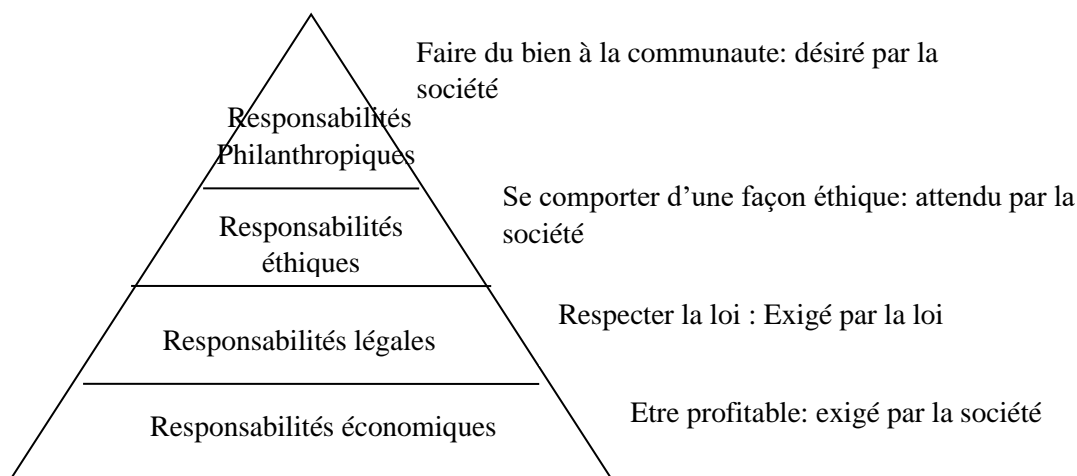 Faire du bien à la communaute: désiré par la
société
Responsabilités
Philanthropiques
Se comporter d’une façon éthique: attendu par la
société
Responsabilités
éthiques
Respecter la loi : Exigé par la loi
Responsabilités légales
Etre profitable: exigé par la société
Responsabilités économiques